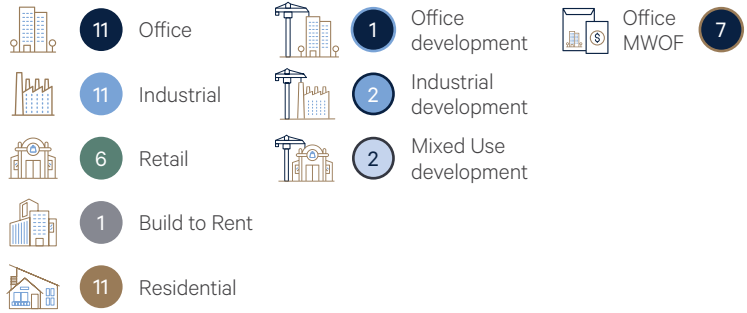 11 Office
11 Industrial
6 Retail
1 Build to Rent
11 Residential
1 Office
development
2 Industrial
development
2 Mixed Use
development
$
Office
MWOF 7